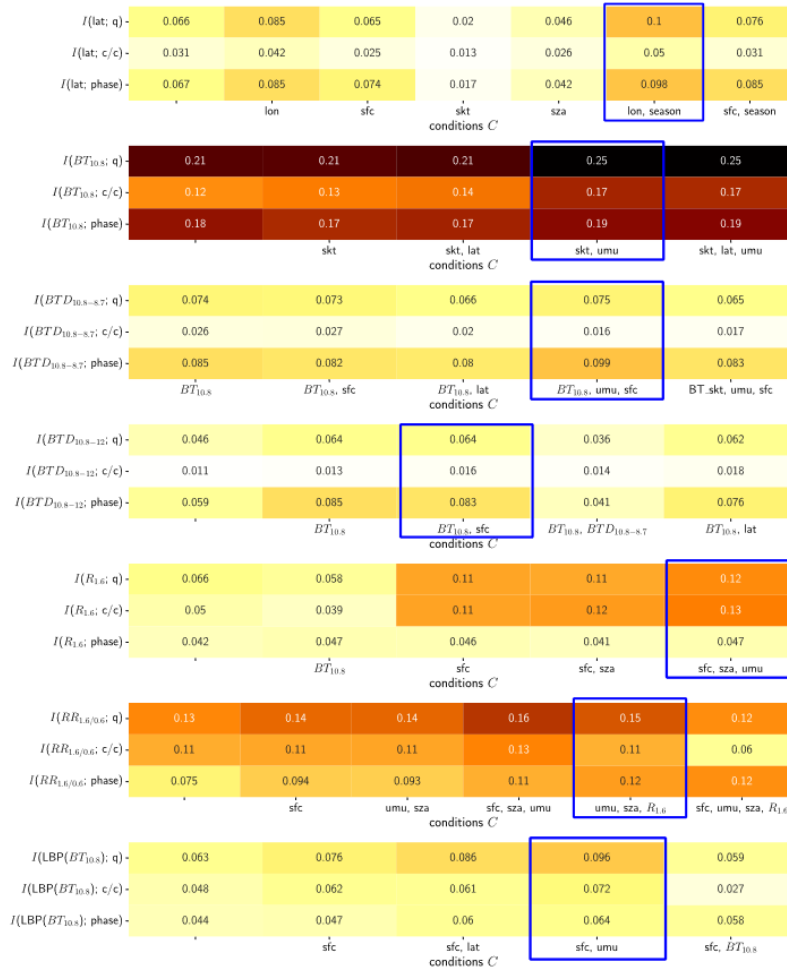 I(lat; q) 0.066 0.085 0.065 0.02 0.046 0.1 0.076
I(lat; c/c) 0.031 0.042 0.025 0.013 0.026 0.05 0.031
I(lat; phase) 0.067 0.085 0.074 0.017 0.042 0.098 0.085
lon sfc skt sza lon, season sfc, season
conditions C
I(BT10.8; q) 0.21 0.21 0.21 0.25 0.25
I(BT10.8; c/c) 0.12 0.13 0.14 0.17 0.17
I(BT10.8; phase) 0.18 0.17 0.17 0.19 0.19
skt skt, lat skt, umu skt, lat, umu
conditions C
I(BTD10.8−8.7; q) 0.074 0.073 0.066 0.075 0.065
I(BTD10.8−8.7; c/c) 0.026 0.027 0.02 0.016 0.017
I(BTD10.8−8.7; phase) 0.085 0.082 0.08 0.099 0.083
BT10.8 BT10.8, sfc BT10.8, lat BT10.8, umu, sfc BT_skt, umu, sfc
conditions C
I(BTD10.8−12; q) 0.046 0.064 0.064 0.036 0.062
I(BTD10.8−12; c/c) 0.011 0.013 0.016 0.014 0.018
I(BTD10.8−12; phase) 0.059 0.085 0.083 0.041 0.076
BT10.8 BT10.8, sfc BT10.8, BTD10.8−8.7 BT10.8, lat
conditions C
I(R1.6; q) 0.066 0.058 0.11 0.11 0.12
I(R1.6; c/c) 0.05 0.039 0.11 0.12 0.13
I(R1.6; phase) 0.042 0.047 0.046 0.041 0.047
BT10.8 sfc sfc, sza sfc, sza, umu
conditions C
I(RR1.6/0.6; q) 0.13 0.14 0.14 0.16 0.15 0.12
I(RR1.6/0.6; c/c) 0.11 0.11 0.11 0.13 0.11 0.06
I(RR1.6/0.6; phase) 0.075 0.094 0.093 0.11 0.12 0.12
sfc umu, sza sfc, sza, umu umu, sza, R1.6 sfc, umu, sza, R1.6
conditions C
I(LBP(BT10.8); q) 0.063 0.076 0.086 0.096 0.059
I(LBP(BT10.8); c/c) 0.048 0.062 0.061 0.072 0.027
I(LBP(BT10.8); phase) 0.044 0.047 0.06 0.064 0.058
sfc sfc, lat sfc, umu sfc, BT10.8
conditions C